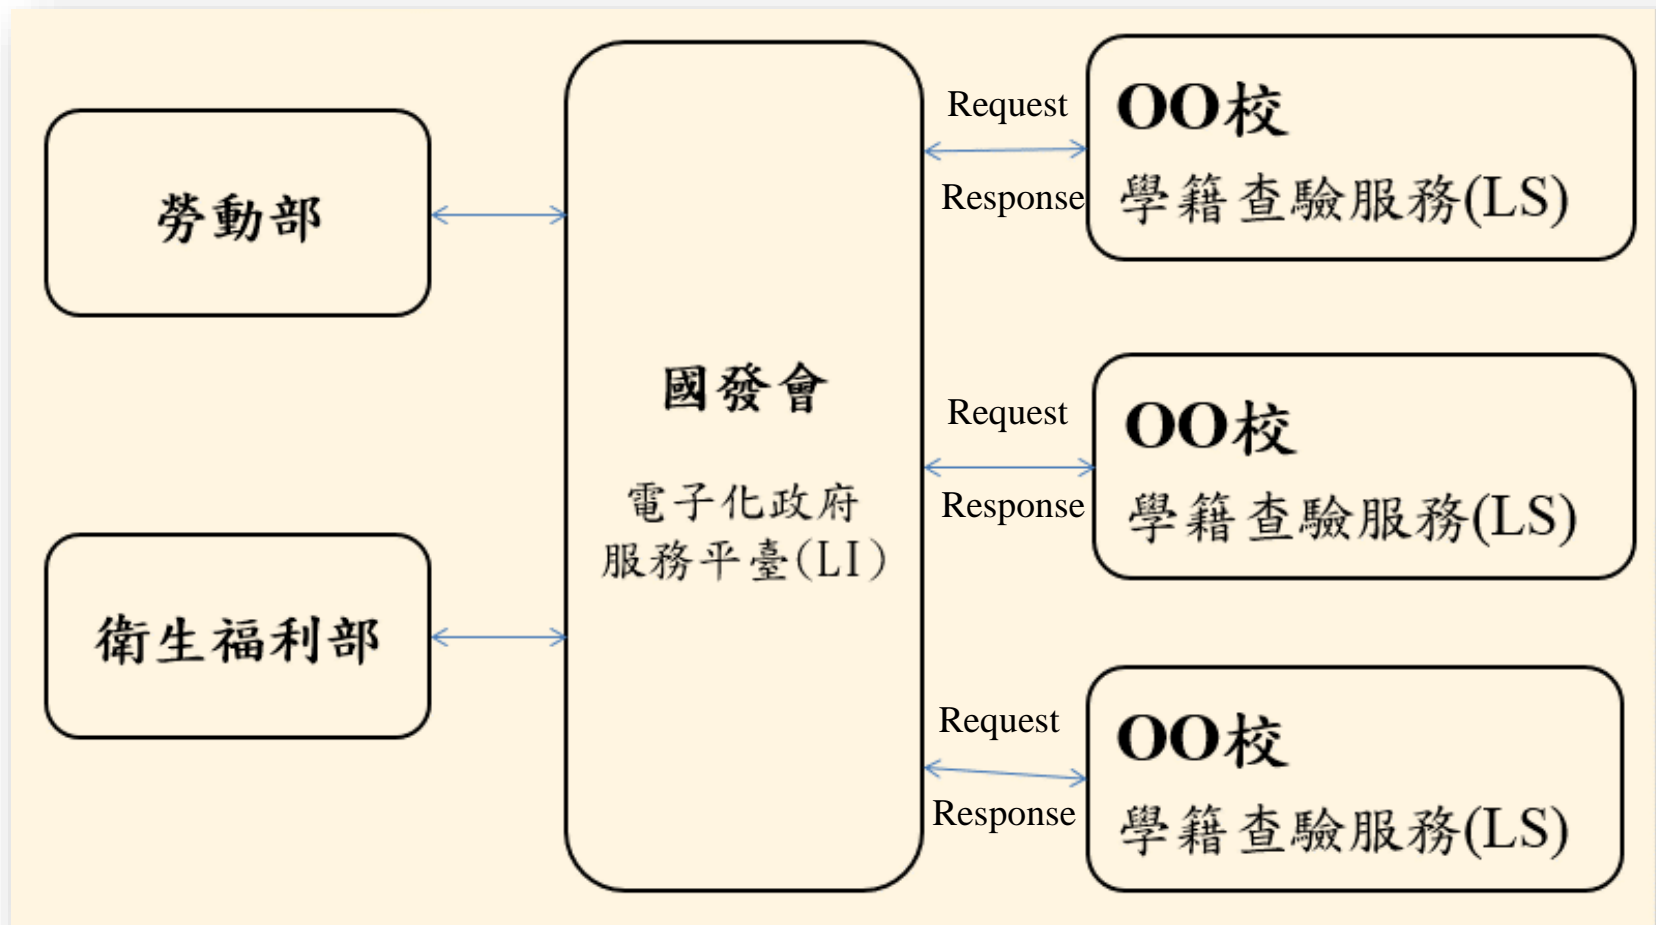 勞動部
衛生福利部
國發會
電子化政府
服務平臺(LI)
Request
Response
OO校
學籍查驗服務(LS)
Request
Response
OO校
學籍查驗服務(LS)
Request
Response
OO校
學籍查驗服務(LS)